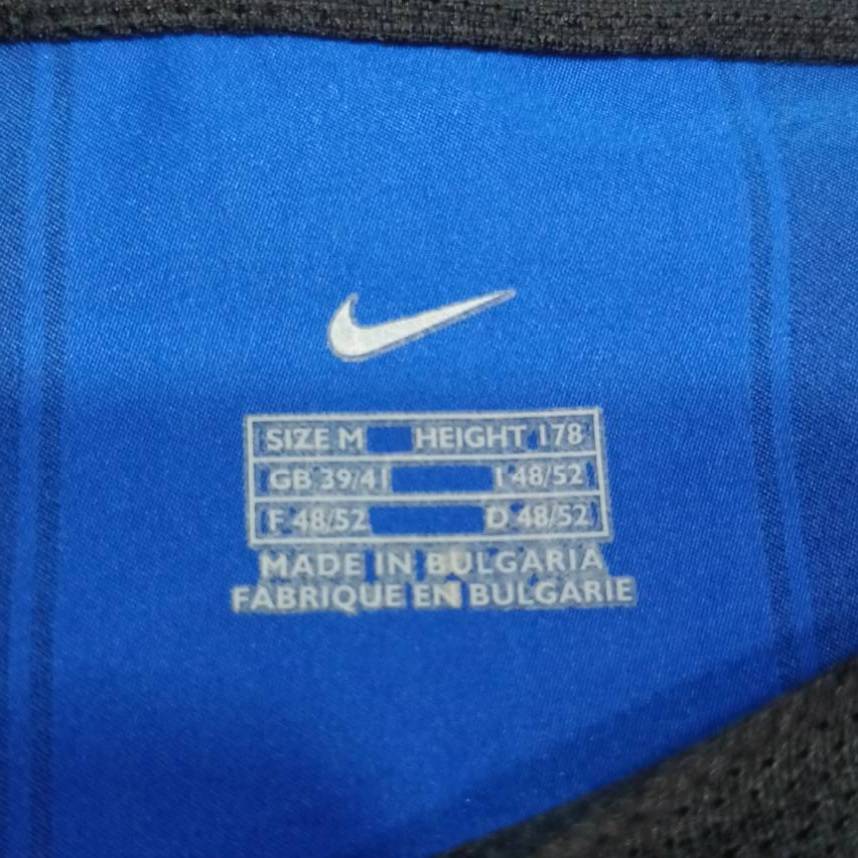 SIZE M HEIGHT 178
GB 39/41 I 48/52
F 48/52 D 48/52
MADE IN BULGARIA
FABRIQUE EN BULGARIE